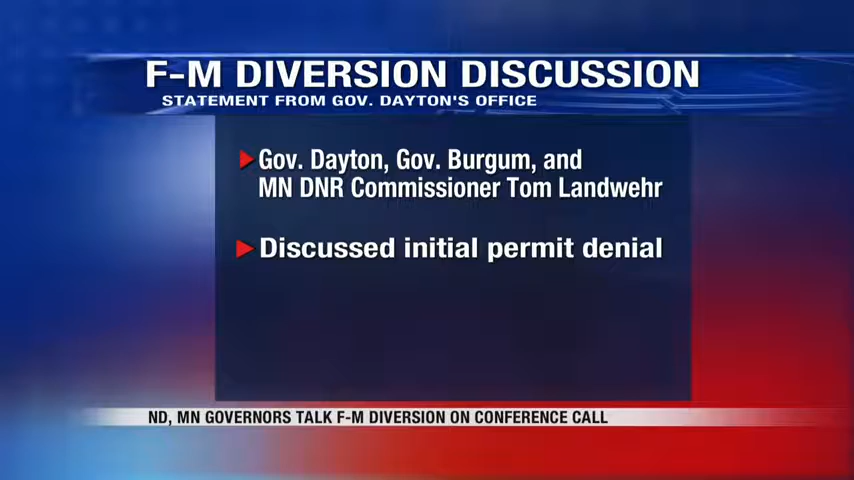 F-M DIVERSION DISCUSSION
STATEMENT FROM GOV. DAYTON'S OFFICE
Gov. Dayton, Gov. Burgum, and
MN DNR Commissioner Tom Landwehr
Discussed initial permit denial
ND, MN GOVERNORS TALK F-M DIVERSION ON CONFERENCE CALL